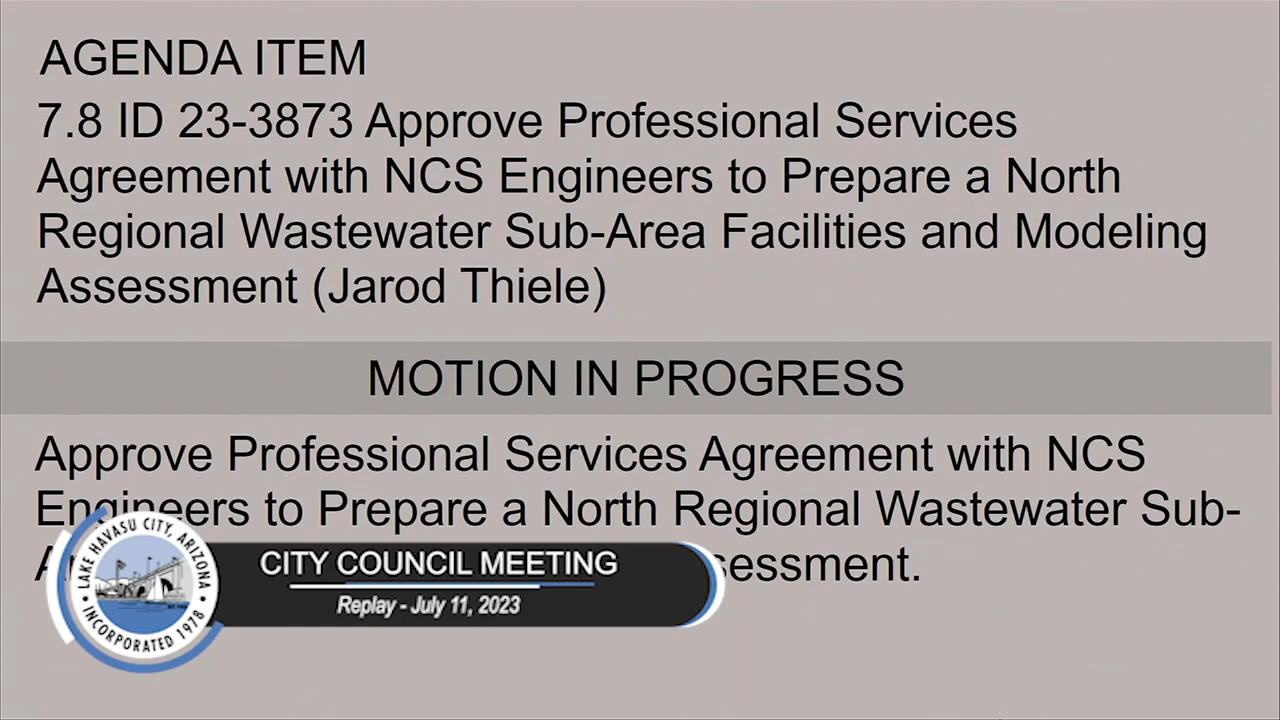 AGENDA ITEM
7.8 ID 23-3873 Approve Professional Services
Agreement with NCS Engineers to Prepare a North
Regional Wastewater Sub-Area Facilities and Modeling
Assessment (Jarod Thiele)
MOTION IN PROGRESS
Approve Professional Services Agreement with NCS
Engineers to Prepare a North Regional Wastewater Sub-
LAKE HAVASU CITY, ARIZONA
INCORPORATED 1978
CITY COUNCIL MEETING
Replay - July 11, 2023